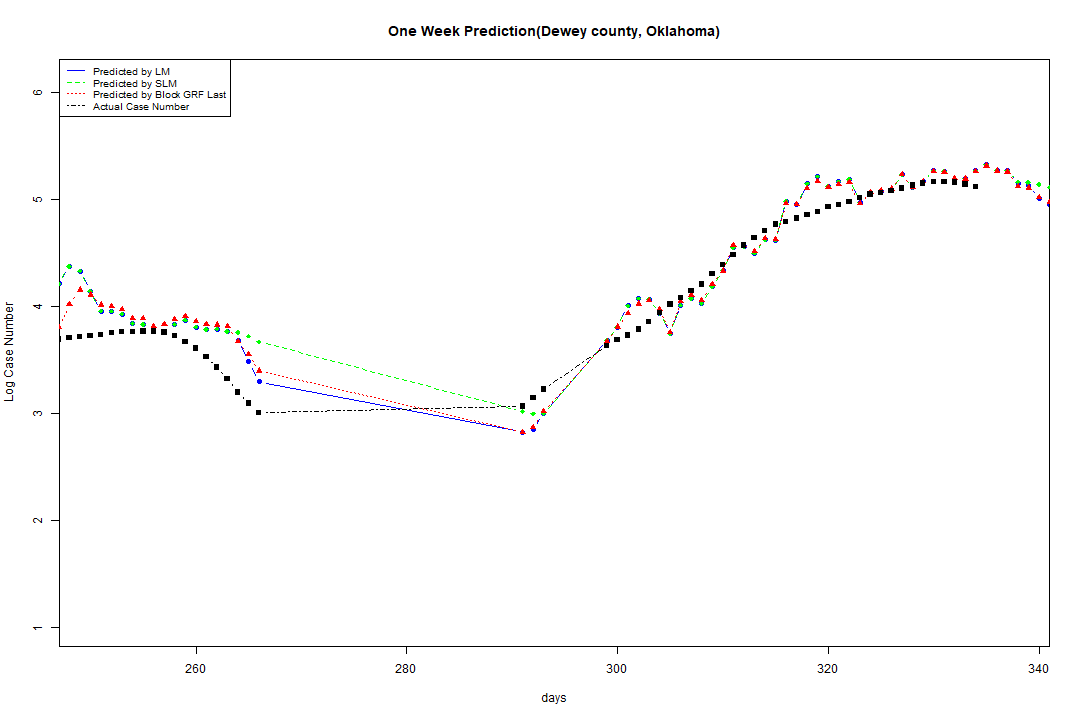 One Week Prediction(Dewey county, Oklahoma)
Predicted by LM
Predicted by SLM
Predicted by Block GRF Last
Actual Case Number
6
5
4
3
2
1
Log Case Number
260
280
300
320
340
days